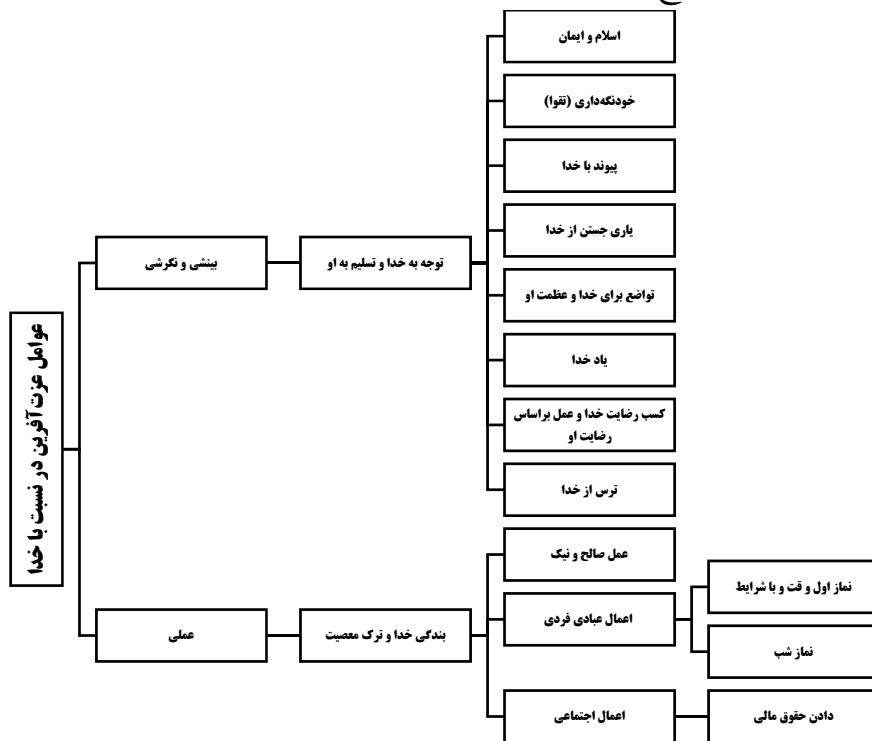 عوامل عزت آفرین در نسبت با خدا
بینشی و نگرشی
توجه به خدا و تسلیم به او
اسلام و ایمان
خودنگه‌داری (تقوا)
پیوند با خدا
یاری جستن از خدا
تواضع برای خدا و عظمت او
یاد خدا
کسب رضایت خدا و عمل براساس
رضایت او
ترس از خدا
عملی
بندگی خدا و ترک معصیت
عمل صالح و نیک
اعمال عبادی فردی
نماز اول و قت و با شرایط
نماز شب
اعمال اجتماعی
دادن حقوق مالی